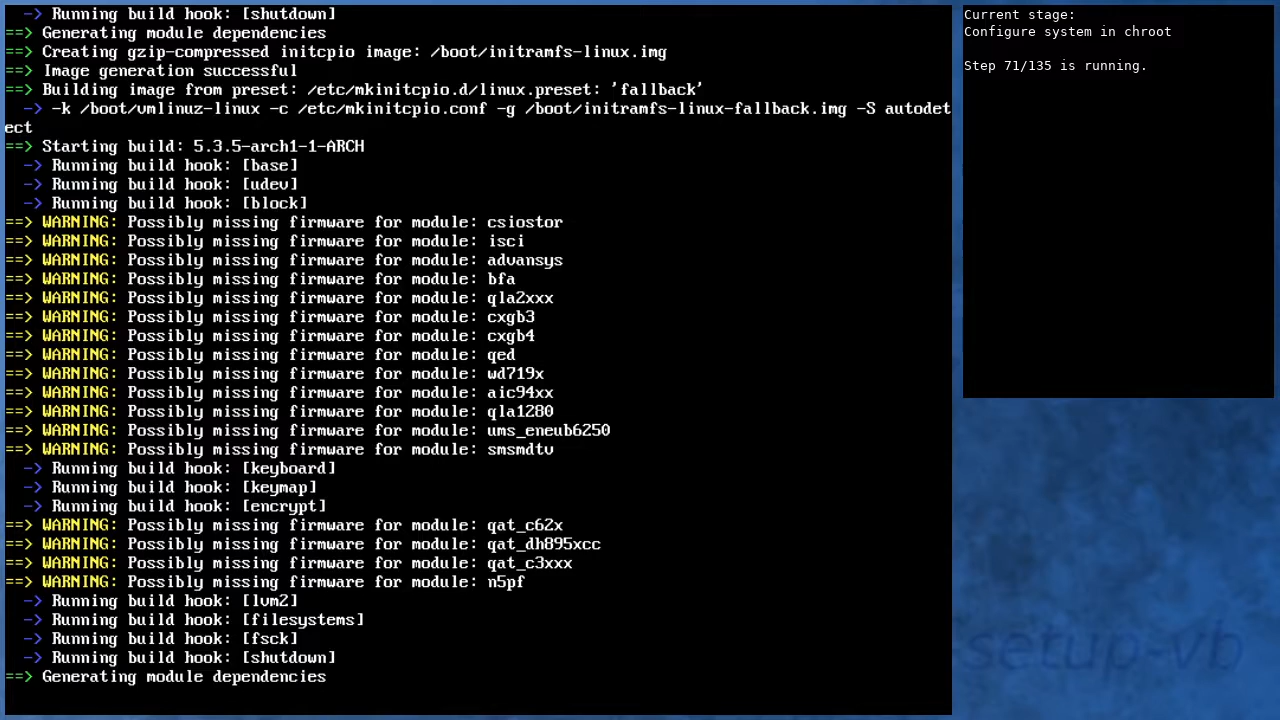 -> Running build hook: [shutdown]
==> Generating module dependencies
==> Creating gzip-compressed initcpio image: /boot/initramfs-linux.img
==> Image generation successful
==> Building image from preset: /etc/mkinitcpio.d/linux.preset: 'fallback'
-> -k /boot/vmlinuz-linux -c /etc/mkinitcpio.conf -g /boot/initramfs-linux-fallback.img -S autodet
ect
==> Starting build: 5.3.5-arch1-1-ARCH
-> Running build hook: [base]
-> Running build hook: [udev]
-> Running build hook: [block]
==> WARNING: Possibly missing firmware for module: csiostor
==> WARNING: Possibly missing firmware for module: isci
==> WARNING: Possibly missing firmware for module: advansys
==> WARNING: Possibly missing firmware for module: bfa
==> WARNING: Possibly missing firmware for module: qla2xxx
==> WARNING: Possibly missing firmware for module: cxgb3
==> WARNING: Possibly missing firmware for module: cxgb4
==> WARNING: Possibly missing firmware for module: qed
==> WARNING: Possibly missing firmware for module: wd719x
==> WARNING: Possibly missing firmware for module: aic94xx
==> WARNING: Possibly missing firmware for module: qla1280
==> WARNING: Possibly missing firmware for module: ums_eneub6250
==> WARNING: Possibly missing firmware for module: smsmdtv
-> Running build hook: [keyboard]
-> Running build hook: [keymap]
-> Running build hook: [encrypt]
==> WARNING: Possibly missing firmware for module: qat_c62x
==> WARNING: Possibly missing firmware for module: qat_dh895xcc
==> WARNING: Possibly missing firmware for module: qat_c3xxx
==> WARNING: Possibly missing firmware for module: n5pf
-> Running build hook: [lvm2]
-> Running build hook: [filesystems]
-> Running build hook: [fsck]
-> Running build hook: [shutdown]
==> Generating module dependencies
Current stage:
Configure system in chroot
Step 71/135 is running.
setup-vb